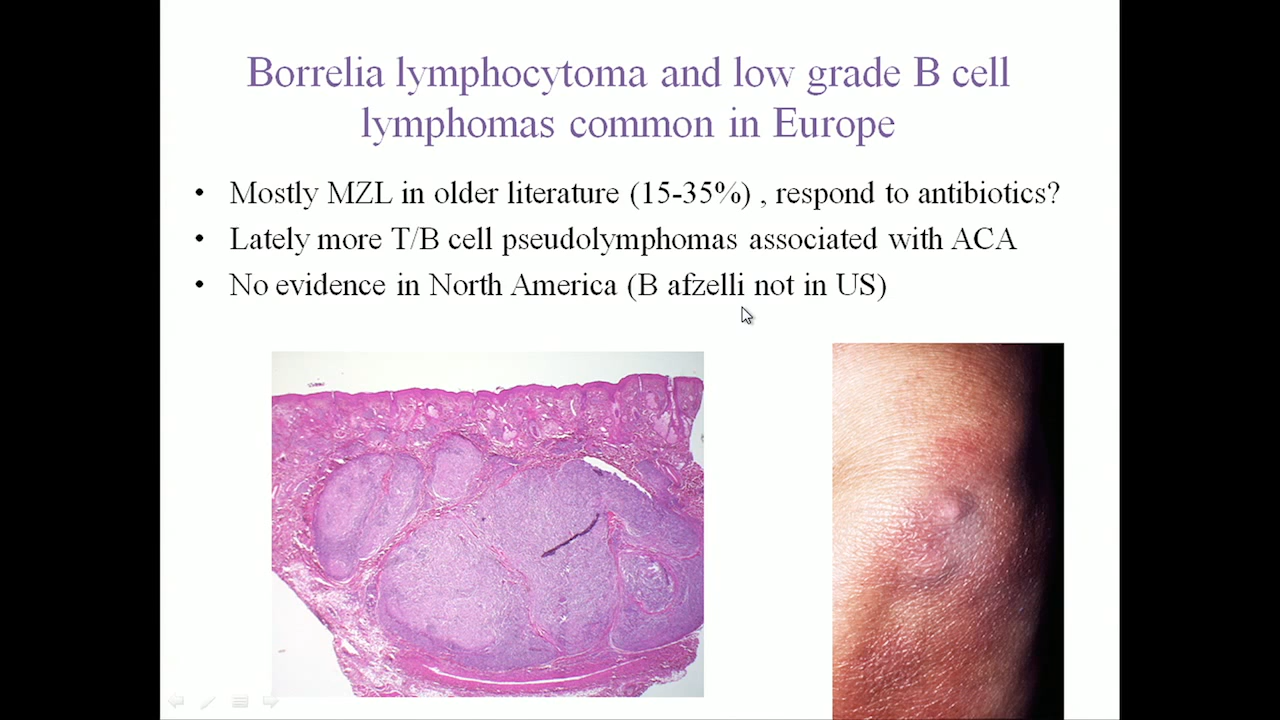 Borrelia lymphocytoma and low grade B cell
lymphomas common in Europe
• Mostly MZL in older literature (15-35%) , respond to antibiotics?
• Lately more T/B cell pseudolymphomas associated with ACA
• No evidence in North America (B afzelli not in US)